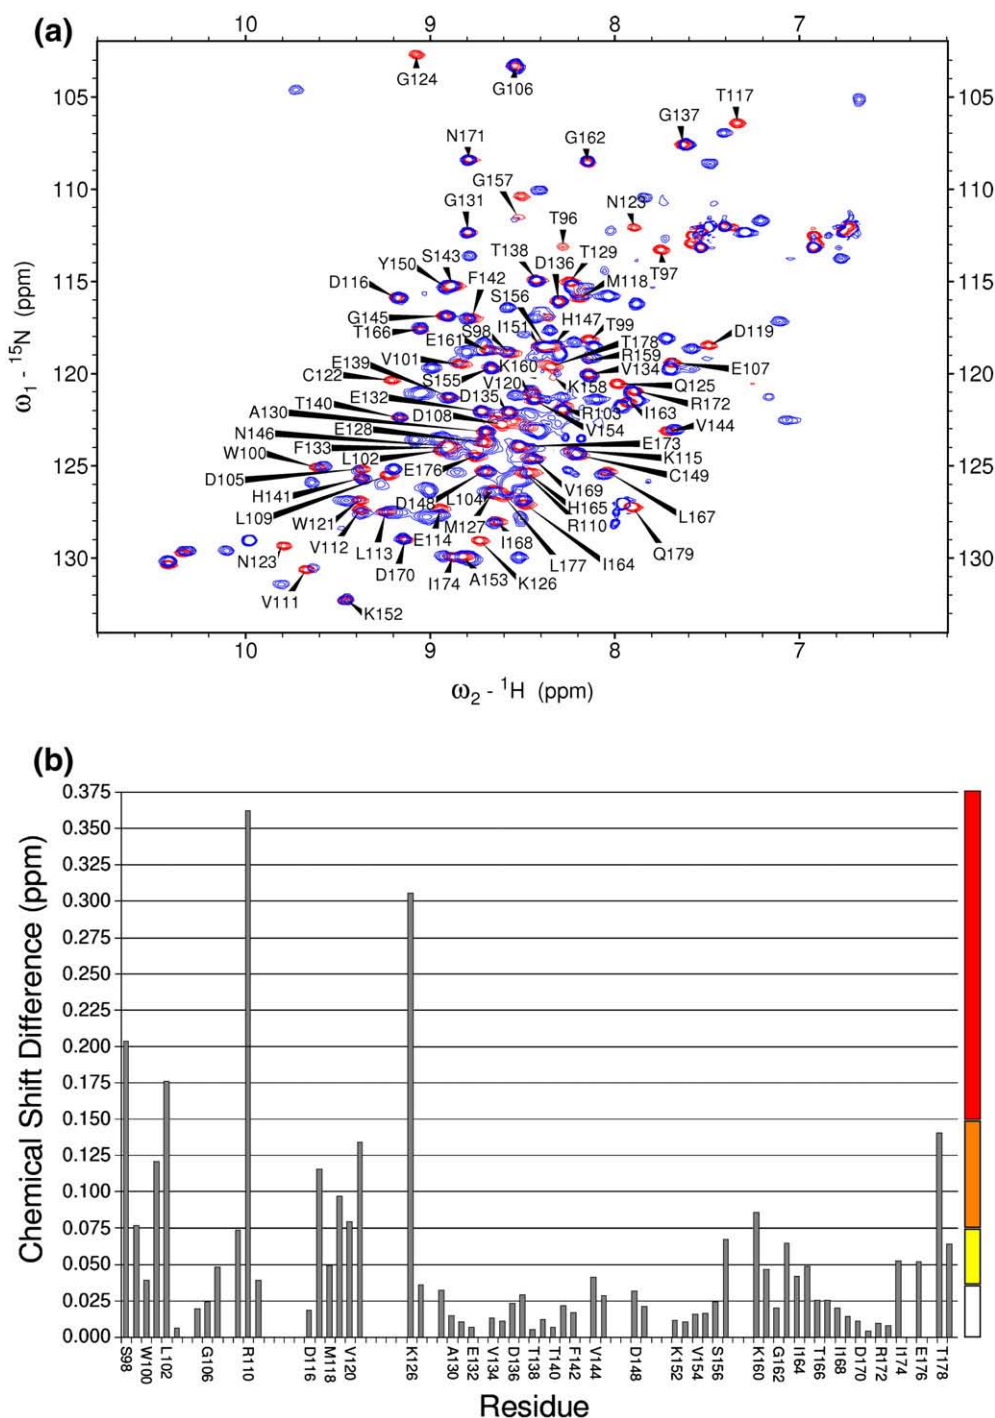 (a)
10 9 8 7
G124
G106
T117
105 105
N171
G162
G137
G157
110 110
G131
T96
N123
S143
Y150
T138
D136
T129
T97
115 115
D116
F142
M118
S156
G145
I151
H147
T99
T166
S98
T178
D119
E161
K160
R159
V101
E139
S155
V134
E107
C122
V120
K158
Q125
120 120
E132
D135
R172
T140
D108
R103
I163
A130
E128
V154
V144
N146
F133
E173
W100
L102
K115
D105
E176
C149
125 125
H141
D148
L104
V169
L109
W121
M127
H165
L167
V112
L113
E114
R110
Q179
I168
N123
D170
L177
I164
130 130
V111
I174
A153
K126
K152
10 9 8 7
ω1 - 15N (ppm)
ω2 - 1H (ppm)
(b)
0.375
0.350
0.325
0.300
0.275
0.250
0.225
0.200
0.175
0.150
0.125
0.100
0.075
0.050
0.025
0.000
Chemical Shift Difference (ppm)
S98 W100 L102 G106 R110 D116 M118 V120 K126 A130 E132 V134 D136 T138 T140 F142 V144 D148 K152 V154 S156 K160 G162 I164 T166 I168 D170 R172 I174 E176 T178
Residue